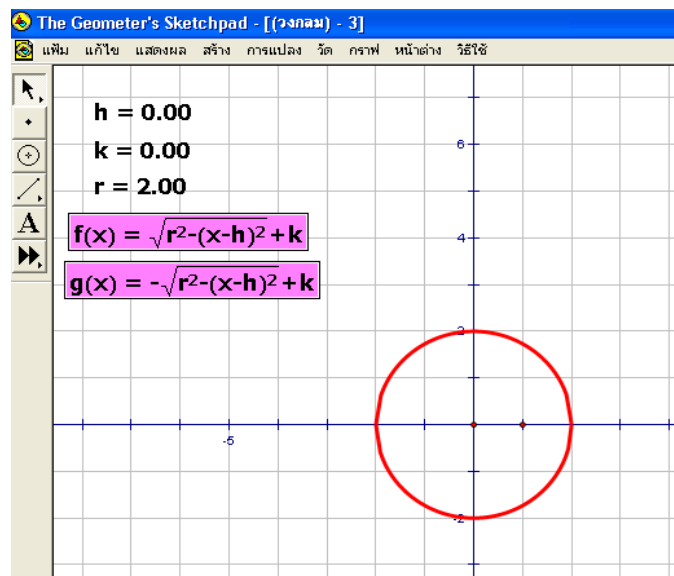 The Geometer's Sketchpad - [(วงกลม) - 3]
แฟ้ม แก้ไข แสดงผล สร้าง การแปลง วัด กราฟ หน้าต่าง วิธีใช้
h = 0.00
k = 0.00
r = 2.00
f(x) = √r²-(x-h)² + k
g(x) = -√r²-(x-h)² + k
A
6
4
2
-5
-2